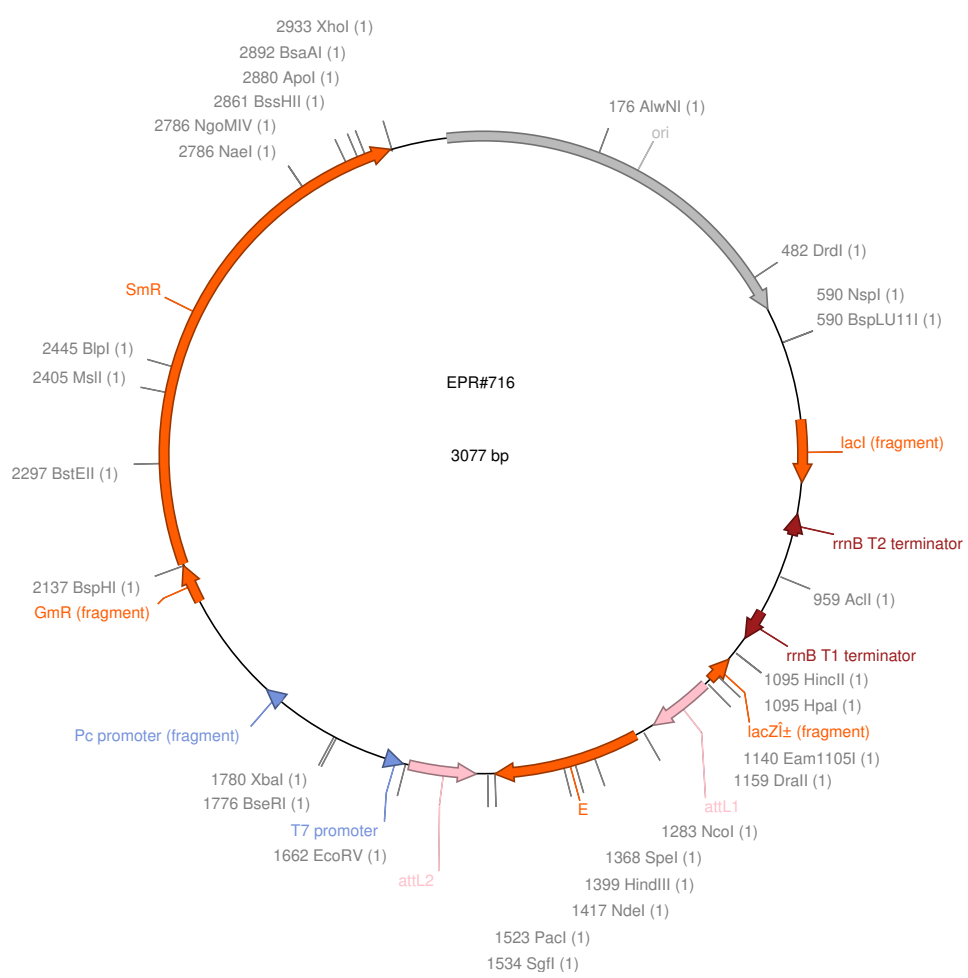 2933 XhoI (1)
2892 BsaAI (1)
2880 ApoI (1)
2861 BssHII (1)
2786 NgoMIV (1)
2786 NaeI (1)
176 AlwNI (1)
ori
482 DrdI (1)
590 NspI (1)
590 BspLU11I (1)
SmR
2445 BlpI (1)
2405 MslI (1)
EPR#716
3077 bp
lacI (fragment)
2297 BstEII (1)
rrnB T2 terminator
2137 BspHI (1)
GmR (fragment)
959 AclI (1)
rrnB T1 terminator
1095 HincII (1)
1095 HpaI (1)
lacZÎ± (fragment)
Pc promoter (fragment)
1140 Eam1105I (1)
1159 DraII (1)
1780 XbaI (1)
1776 BseRI (1)
T7 promoter
E
attL1
1283 NcoI (1)
1662 EcoRV (1)
1368 SpeI (1)
attL2
1399 HindIII (1)
1417 NdeI (1)
1523 PacI (1)
1534 SgfI (1)